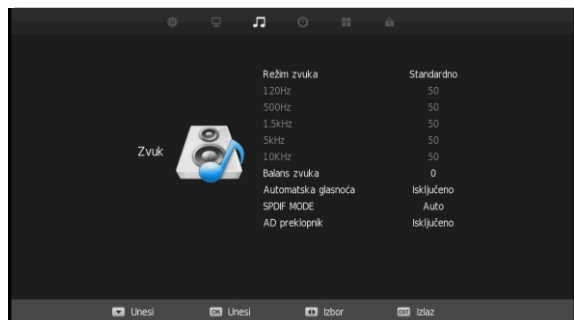 Režim zvuka Standardno
120Hz 50
500Hz 50
1.5kHz 50
5kHz 50
10KHz 50
Zvuk
Balans zvuka 0
Automatska glasnoća Isključeno
SPDIF MODE Auto
AD preklopnik Isključeno
Unesi OK Unesi Izbor EXIT Izlaz